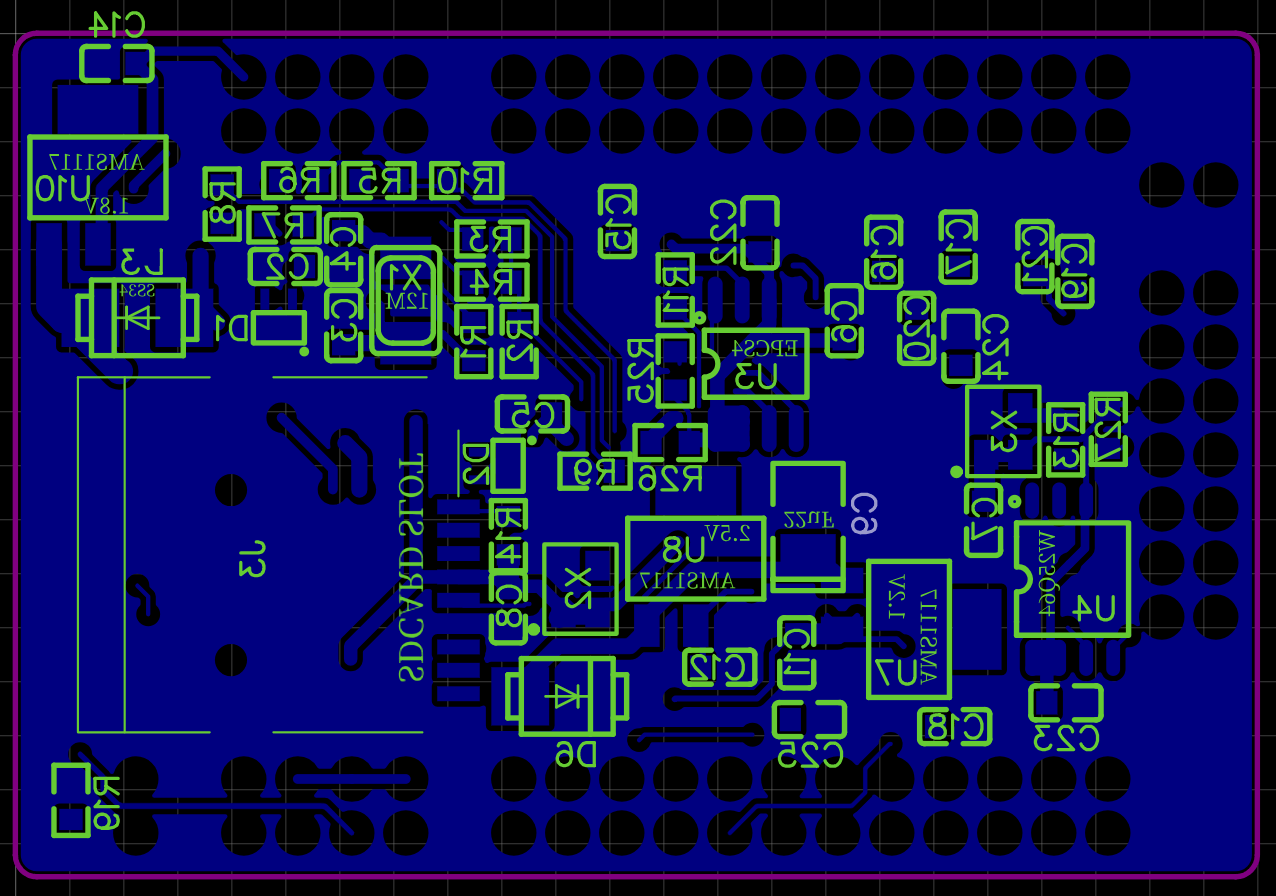 C14
AMS1117
U10
1.8V
R8
R6
R5
R10
R7
C4
R3
C2
R4
L3
SS34
D1
C3
X1
12M
R1
R2
C15
C22
R11
C16
C17
C21
C19
C6
C20
C24
R25
EPCS4
U3
C5
D2
R9
R26
X3
R13
R27
C7
22nF
C9
2.5V
U8
AMS1117
R14
X2
C8
J3
SDCARD SLOT
W25Q64
U4
1.2V
AMS1117
U7
C12
C11
D6
C25
C18
C23
R19